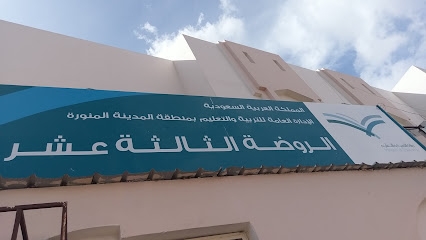 المملكة العربية السعودية
الإدارة العامة للتربية والتعليم بمنطقة المدينة المنورة
الروضة الثالثة عشر